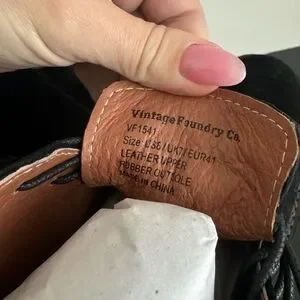 Vintage Foundry Co.
VF1541
Size: US8 / UK7 / EUR41
LEATHER UPPER
RUBBER OUTSOLE
MADE IN CHINA